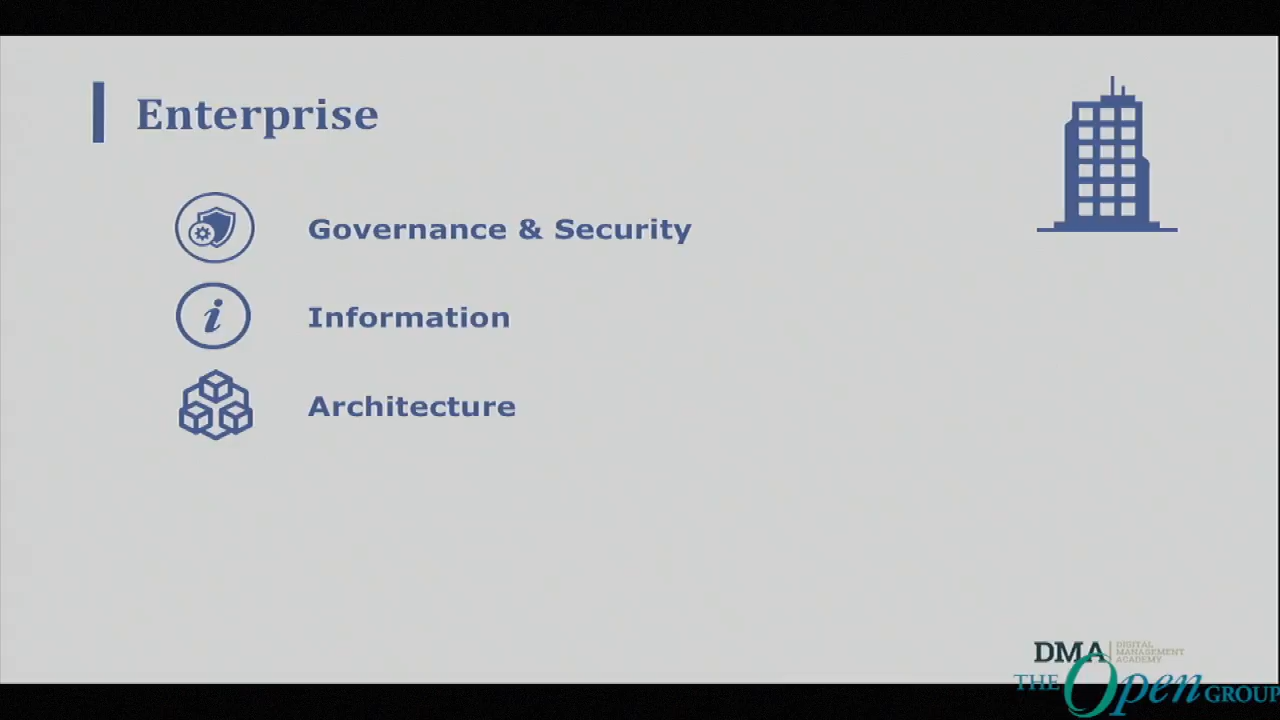 Enterprise
Governance & Security
i
Information
Architecture
DMA
DIGITAL
MANAGEMENT
ACADEMY
THE Open GROUP